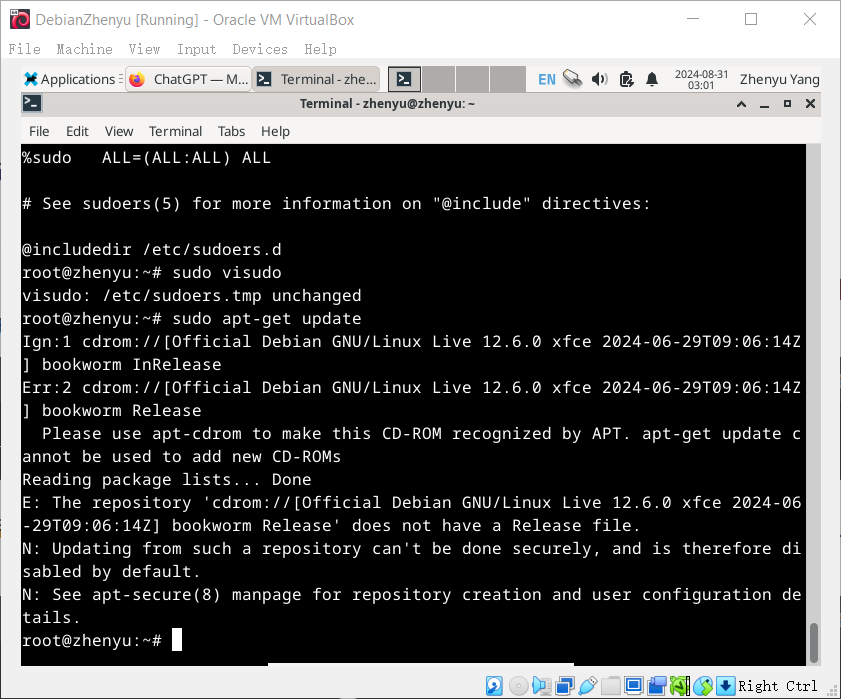 DebianZhenyu [Running] - Oracle VM VirtualBox
File Machine View Input Devices Help
Applications ChatGPT — M... Terminal - zhe... EN 2024-08-31 03:01 Zhenyu Yang
Terminal - zhenyu@zhenyu: ~
File Edit View Terminal Tabs Help
%sudo   ALL=(ALL:ALL) ALL
# See sudoers(5) for more information on "@include" directives:
@includedir /etc/sudoers.d
root@zhenyu:~# sudo visudo
visudo: /etc/sudoers.tmp unchanged
root@zhenyu:~# sudo apt-get update
Ign:1 cdrom://[Official Debian GNU/Linux Live 12.6.0 xfce 2024-06-29T09:06:14Z
] bookworm InRelease
Err:2 cdrom://[Official Debian GNU/Linux Live 12.6.0 xfce 2024-06-29T09:06:14Z
] bookworm Release
  Please use apt-cdrom to make this CD-ROM recognized by APT. apt-get update c
annot be used to add new CD-ROMs
Reading package lists... Done
E: The repository 'cdrom://[Official Debian GNU/Linux Live 12.6.0 xfce 2024-06
-29T09:06:14Z] bookworm Release' does not have a Release file.
N: Updating from such a repository can't be done securely, and is therefore di
sabled by default.
N: See apt-secure(8) manpage for repository creation and user configuration de
tails.
root@zhenyu:~#
Right Ctrl